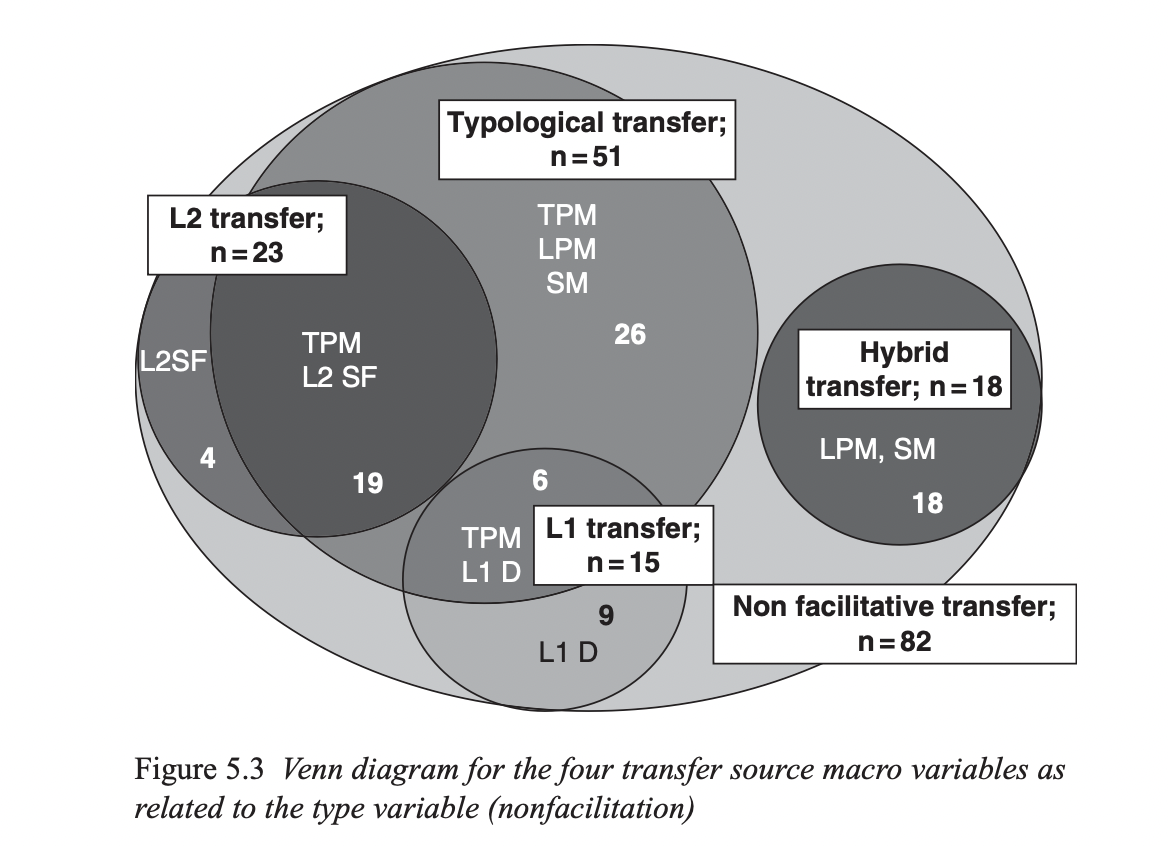 Typological transfer;
n = 51
L2 transfer;
n = 23
TPM
LPM
SM
26
Hybrid
transfer; n = 18
L2SF
TPM
L2 SF
LPM, SM
4
19
6
18
TPM
L1 D
L1 transfer;
n = 15
9
L1 D
Non facilitative transfer;
n = 82
Figure 5.3 Venn diagram for the four transfer source macro variables as
related to the type variable (nonfacilitation)